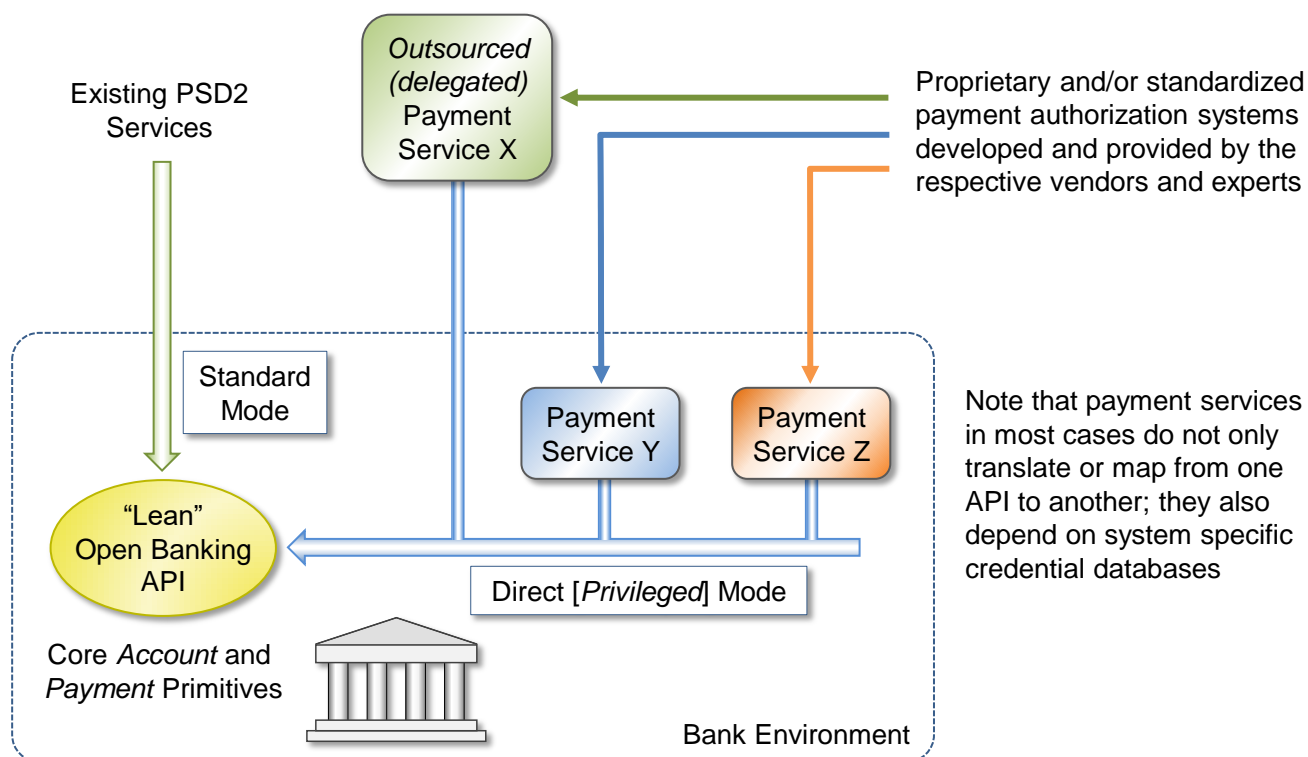 Existing PSD2
Services
Outsourced
(delegated)
Payment
Service X
Proprietary and/or standardized
payment authorization systems
developed and provided by the
respective vendors and experts
Standard
Mode
Payment
Service Y
Payment
Service Z
Note that payment services
in most cases do not only
translate or map from one
API to another; they also
depend on system specific
credential databases
“Lean”
Open Banking
API
Direct [Privileged] Mode
Core Account and
Payment Primitives
Bank Environment